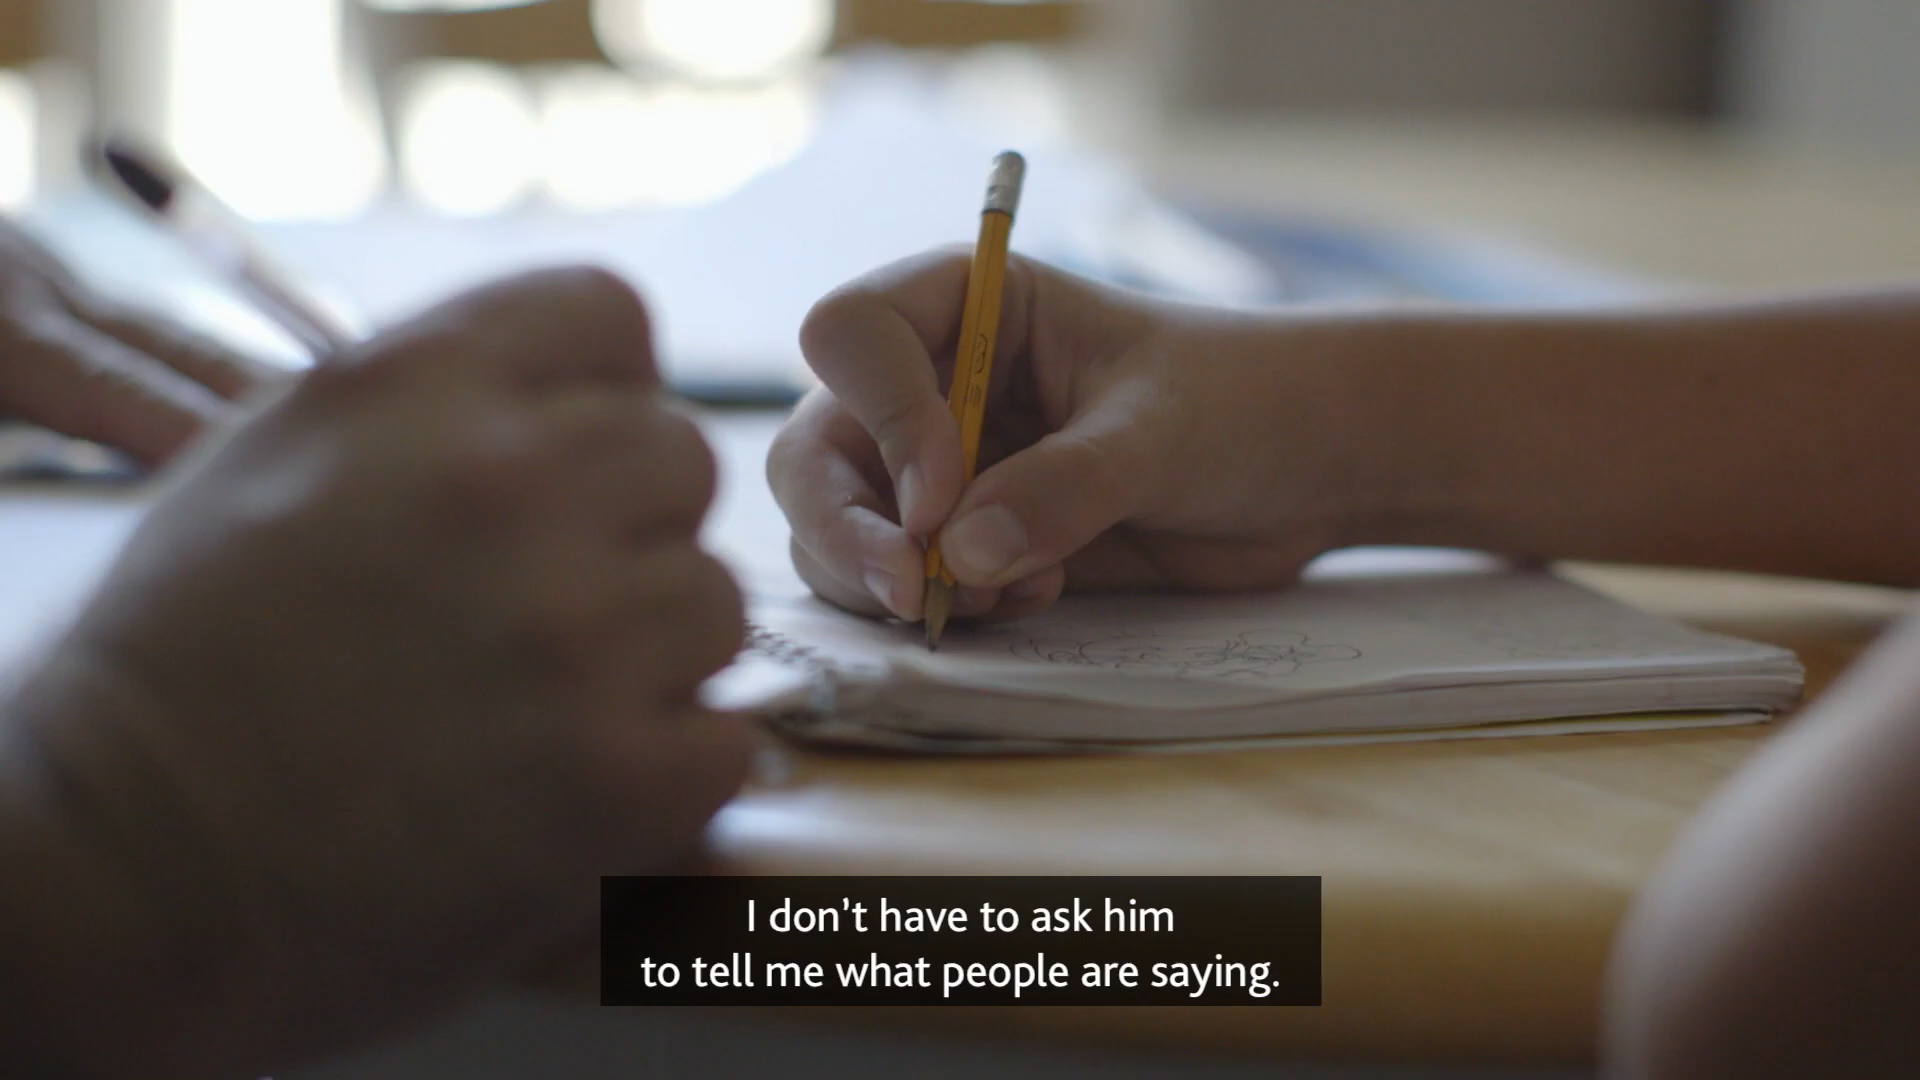 I don’t have to ask him
to tell me what people are saying.